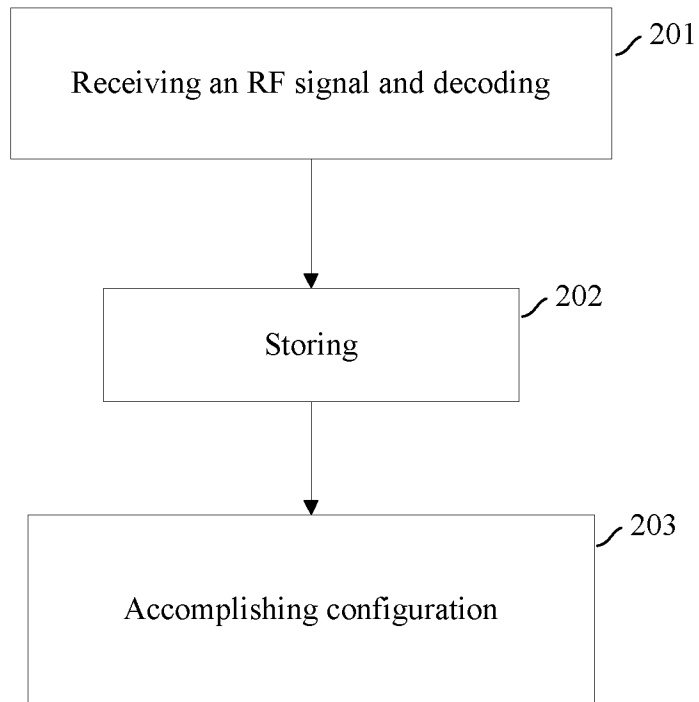 201
Receiving an RF signal and decoding
202
Storing
203
Accomplishing configuration